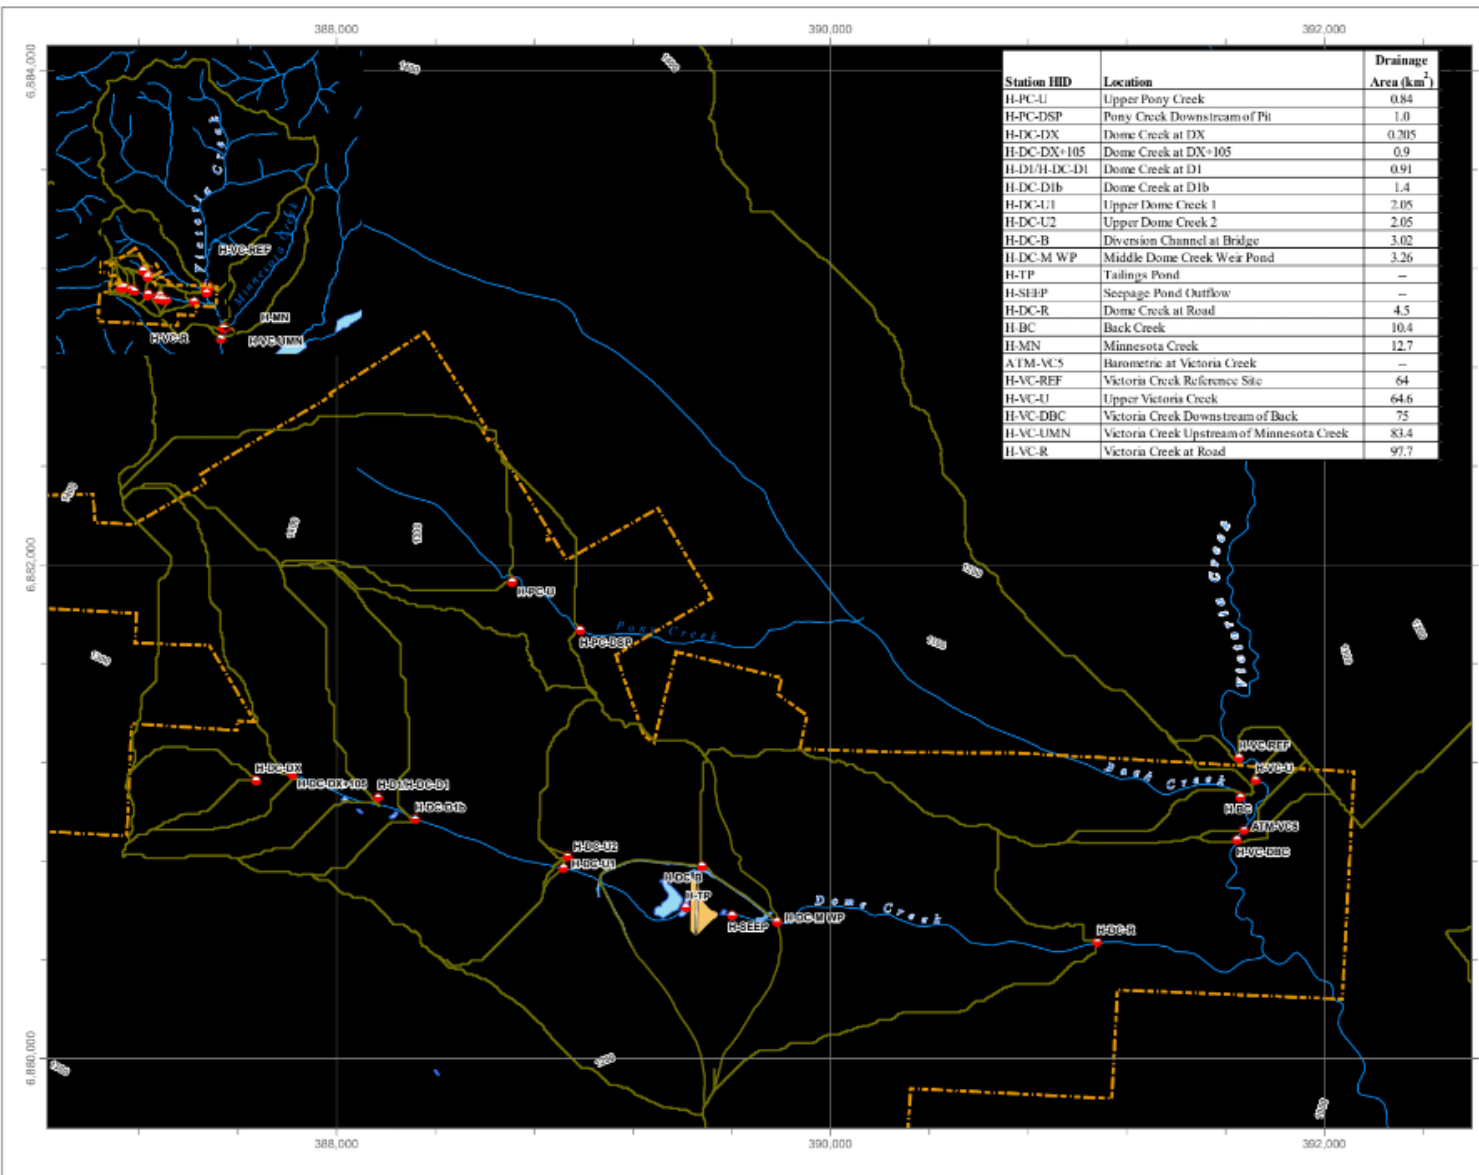 388,000
390,000
392,000
6,884,000
6,882,000
6,880,000
Station HID Location Drainage Area (km2)
H-PC-U Upper Pony Creek 0.84
H-PC-DSP Pony Creek Downstream of Pit 1.0
H-DC-DX Dome Creek at DX 0.205
H-DC-DX+105 Dome Creek at DX+105 0.9
H-D1/H-DC-D1 Dome Creek at D1 0.91
H-DC-D1b Dome Creek at D1b 1.4
H-DC-U1 Upper Dome Creek 1 2.05
H-DC-U2 Upper Dome Creek 2 2.05
H-DC-B Diversion Channel at Bridge 3.02
H-DC-M WP Middle Dome Creek Weir Pond 3.26
H-TP Tailings Pond --
H-SEEP Seepage Pond Outflow --
H-DC-R Dome Creek at Road 4.5
H-BC Back Creek 10.4
H-MN Minnesota Creek 12.7
ATM-VC5 Barometric at Victoria Creek --
H-VC-REF Victoria Creek Reference Site 64
H-VC-U Upper Victoria Creek 64.6
H-VC-DBC Victoria Creek Downstream of Back 75
H-VC-UMN Victoria Creek Upstream of Minnesota Creek 83.4
H-VC-R Victoria Creek at Road 97.7
Victoria Creek
H-VC-REF
Minnesota Creek
H-MN
H-VC-R
H-VC-UMN
Victoria Creek
1200
H-PC-U
Pony Creek
H-PC-DSP
H-VC-REF
H-VC-U
Back Creek
H-BC
ATM-VC5
H-VC-DBC
H-DC-DX
H-DC-DX+105
H-D1/H-DC-D1
H-DC-D1b
H-DC-U2
H-DC-U1
H-DC-B
H-TP
H-SEEP
H-DC-M WP
Dome Creek
H-DC-R
388,000
390,000
392,000